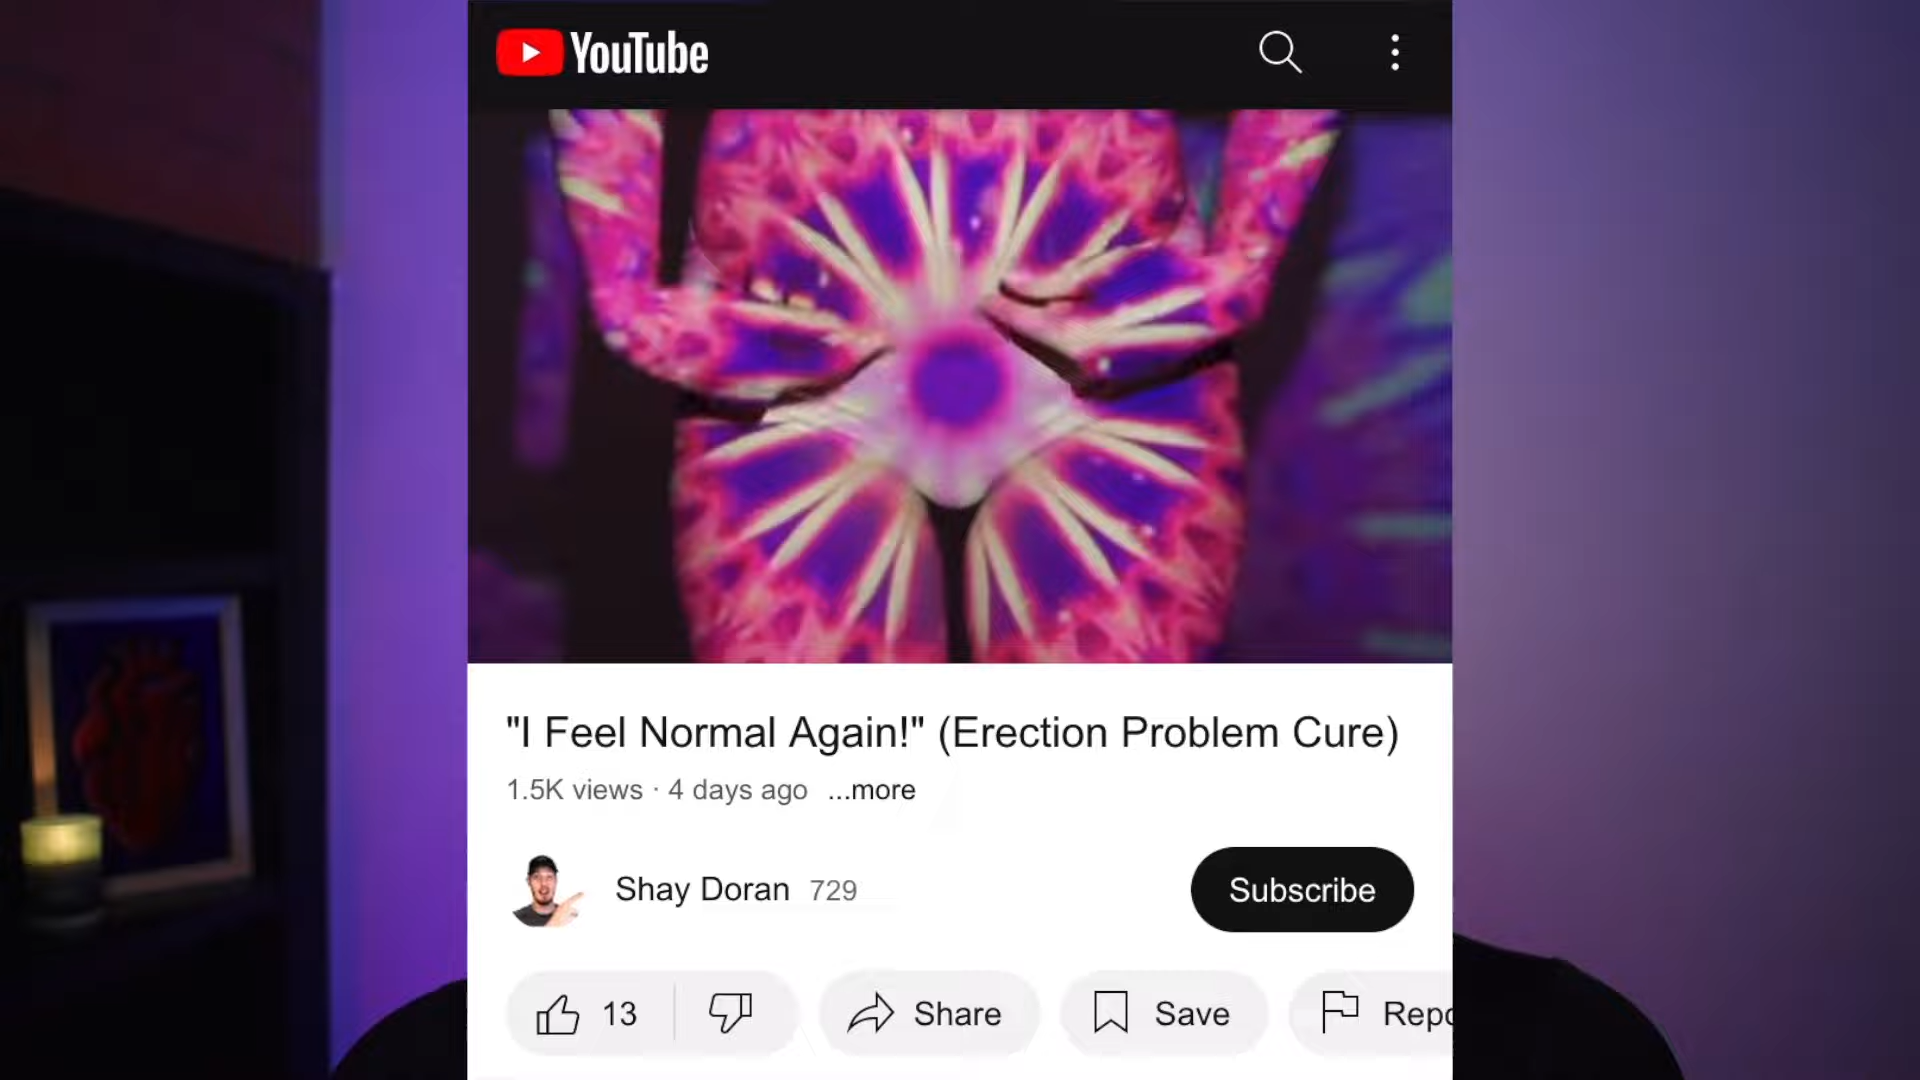 YouTube
"I Feel Normal Again!" (Erection Problem Cure)
1.5K views · 4 days ago ...more
Shay Doran 729
Subscribe
13
Share
Save
Repo